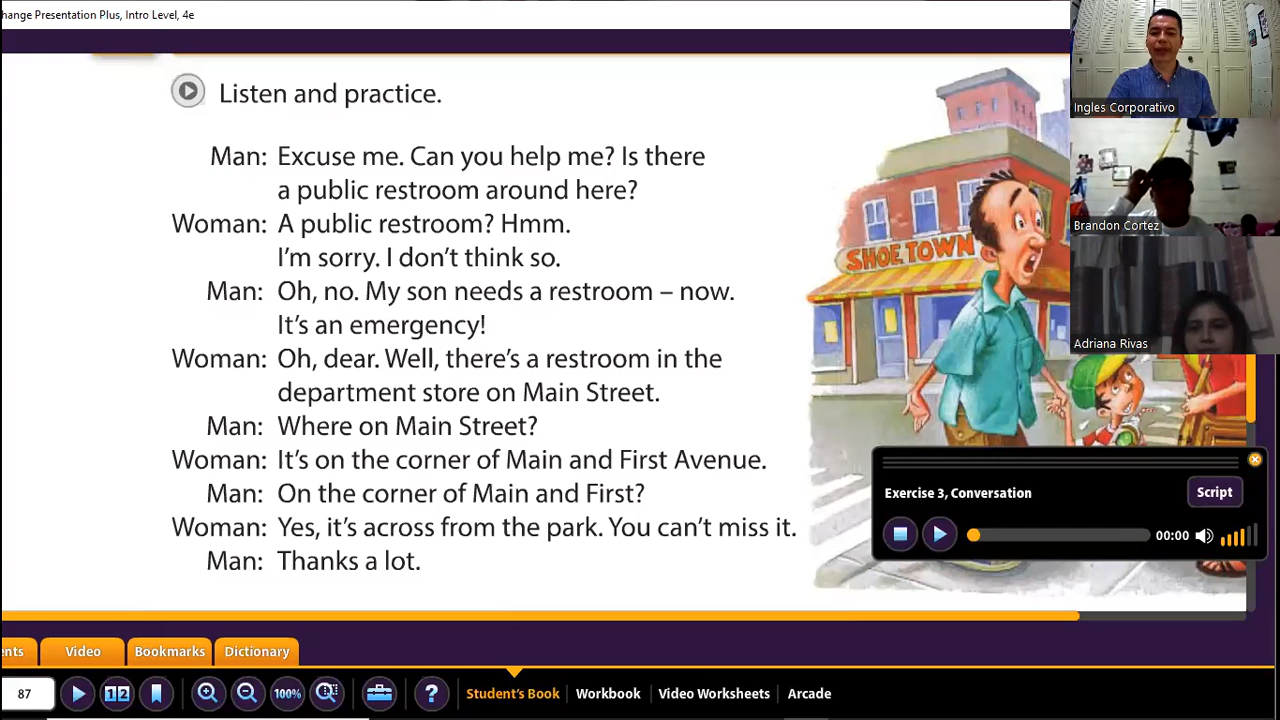 change Presentation Plus, Intro Level, 4e
Ingles Corporativo
Listen and practice.
Man: Excuse me. Can you help me? Is there
a public restroom around here?
Woman: A public restroom? Hmm.
I'm sorry. I don't think so.
Man: Oh, no. My son needs a restroom – now.
It's an emergency!
Woman: Oh, dear. Well, there's a restroom in the
department store on Main Street.
Man: Where on Main Street?
Woman: It's on the corner of Main and First Avenue.
Man: On the corner of Main and First?
Woman: Yes, it's across from the park. You can't miss it.
Man: Thanks a lot.
SHOE TOWN
Brandon Cortez
Adriana Rivas
Exercise 3, Conversation
Script
00:00
ents Video Bookmarks Dictionary
87 1 2 100% ? Student's Book Workbook Video Worksheets Arcade